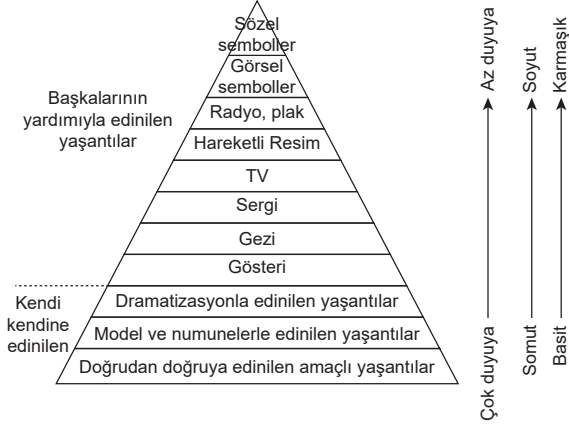 Sözel
semboller
Görsel
semboller
Radyo, plak
Hareketli Resim
TV
Sergi
Gezi
Gösteri
Dramatizasyonla edinilen yaşantılar
Model ve numunelerle edinilen yaşantılar
Doğrudan doğruya edinilen amaçlı yaşantılar
Başkalarının
yardımıyla edinilen
yaşantılar
Kendi
kendine
edinilen
Az duyuya
Çok duyuya
Soyut
Somut
Karmaşık
Basit